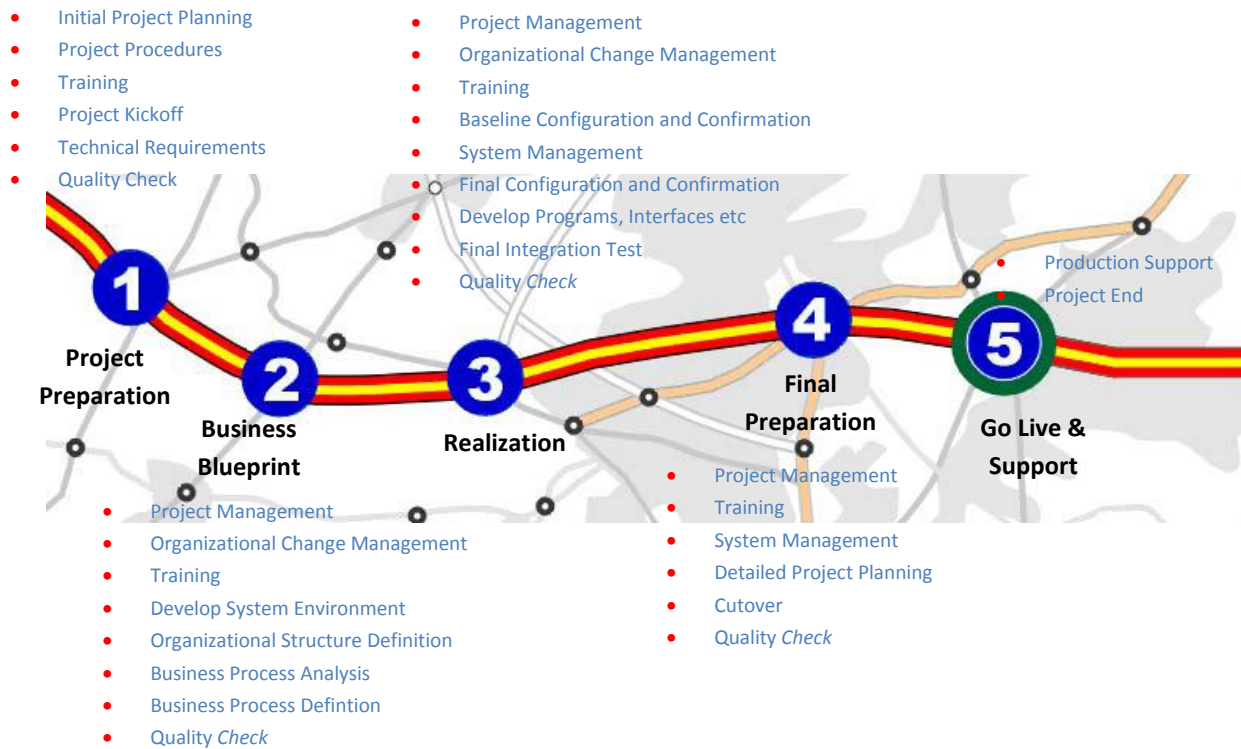 Initial Project Planning
Project Procedures
Training
Project Kickoff
Technical Requirements
Quality Check
Project Management
Organizational Change Management
Training
Baseline Configuration and Confirmation
System Management
Final Configuration and Confirmation
Develop Programs, Interfaces etc
Final Integration Test
Quality Check
Production Support
Project End
1
Project
Preparation
2
Business
Blueprint
3
Realization
4
Final
Preparation
5
Go Live &
Support
Project Management
Organizational Change Management
Training
Develop System Environment
Organizational Structure Definition
Business Process Analysis
Business Process Defintion
Quality Check
Project Management
Training
System Management
Detailed Project Planning
Cutover
Quality Check